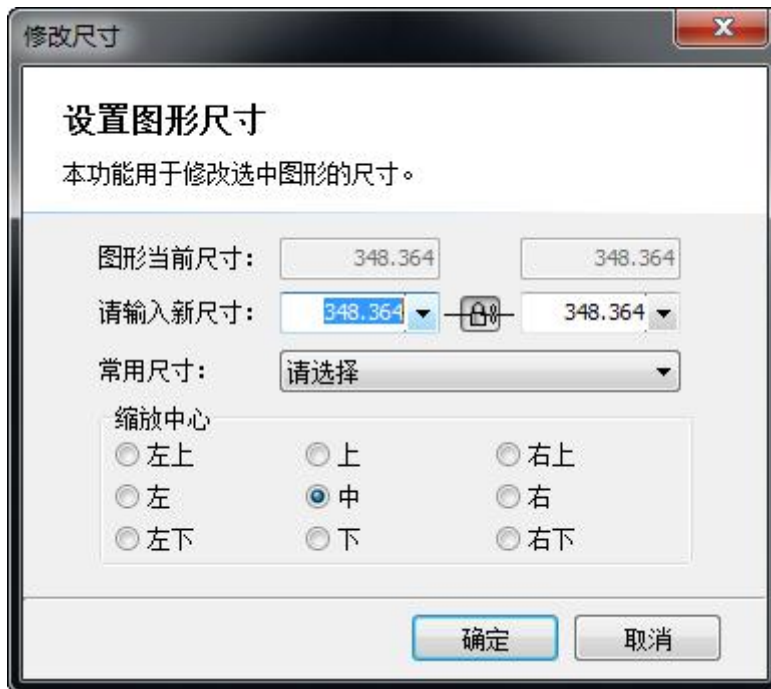 修改尺寸
设置图形尺寸
本功能用于修改选中图形的尺寸。
图形当前尺寸: 348.364 348.364
请输入新尺寸: 348.364 348.364
常用尺寸: 请选择
缩放中心
左上 上 右上
左 中 右
左下 下 右下
确定 取消